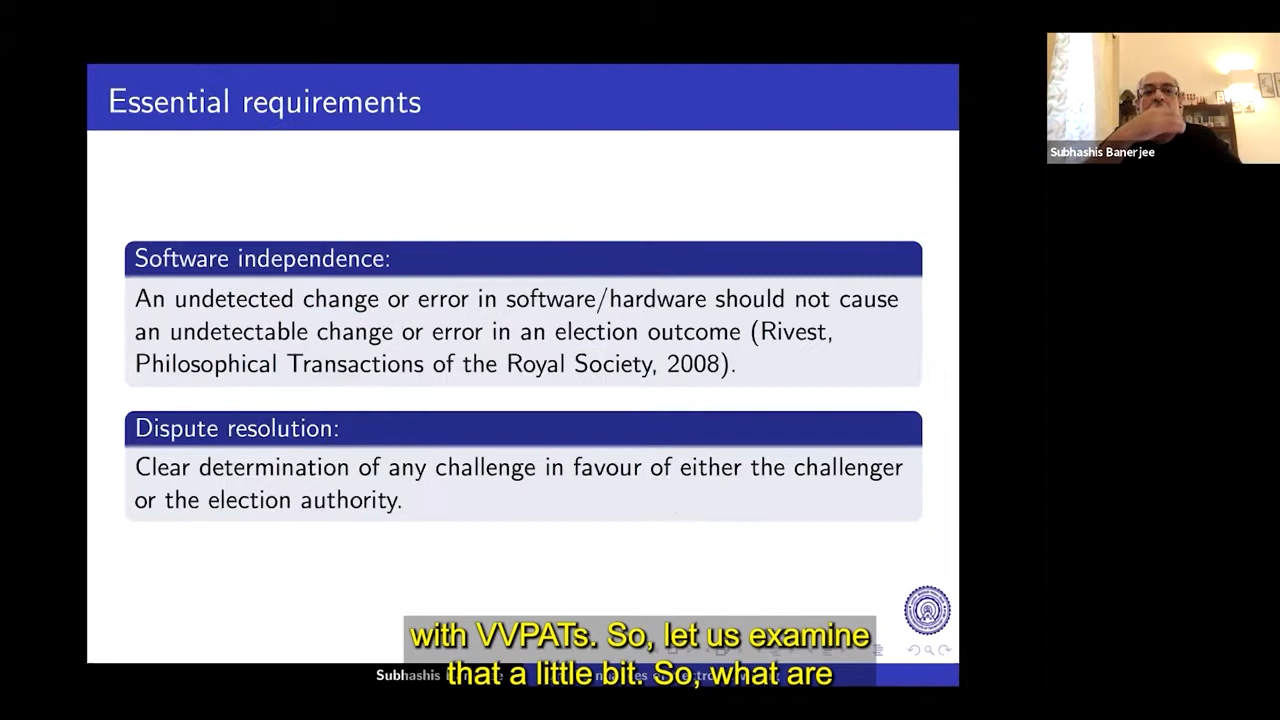 Essential requirements
Software independence:
An undetected change or error in software/hardware should not cause
an undetectable change or error in an election outcome (Rivest,
Philosophical Transactions of the Royal Society, 2008).
Dispute resolution:
Clear determination of any challenge in favour of either the challenger
or the election authority.
with VVPATs. So, let us examine
that a little bit. So, what are
Subhashis
Subhashis Banerjee